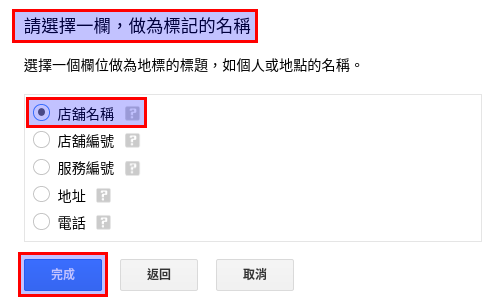 請選擇一欄，做為標記的名稱
選擇一個欄位做為地標的標題，如個人或地點的名稱。
店舖名稱 ?
店舖編號 ?
服務編號 ?
地址 ?
電話 ?
完成 返回 取消